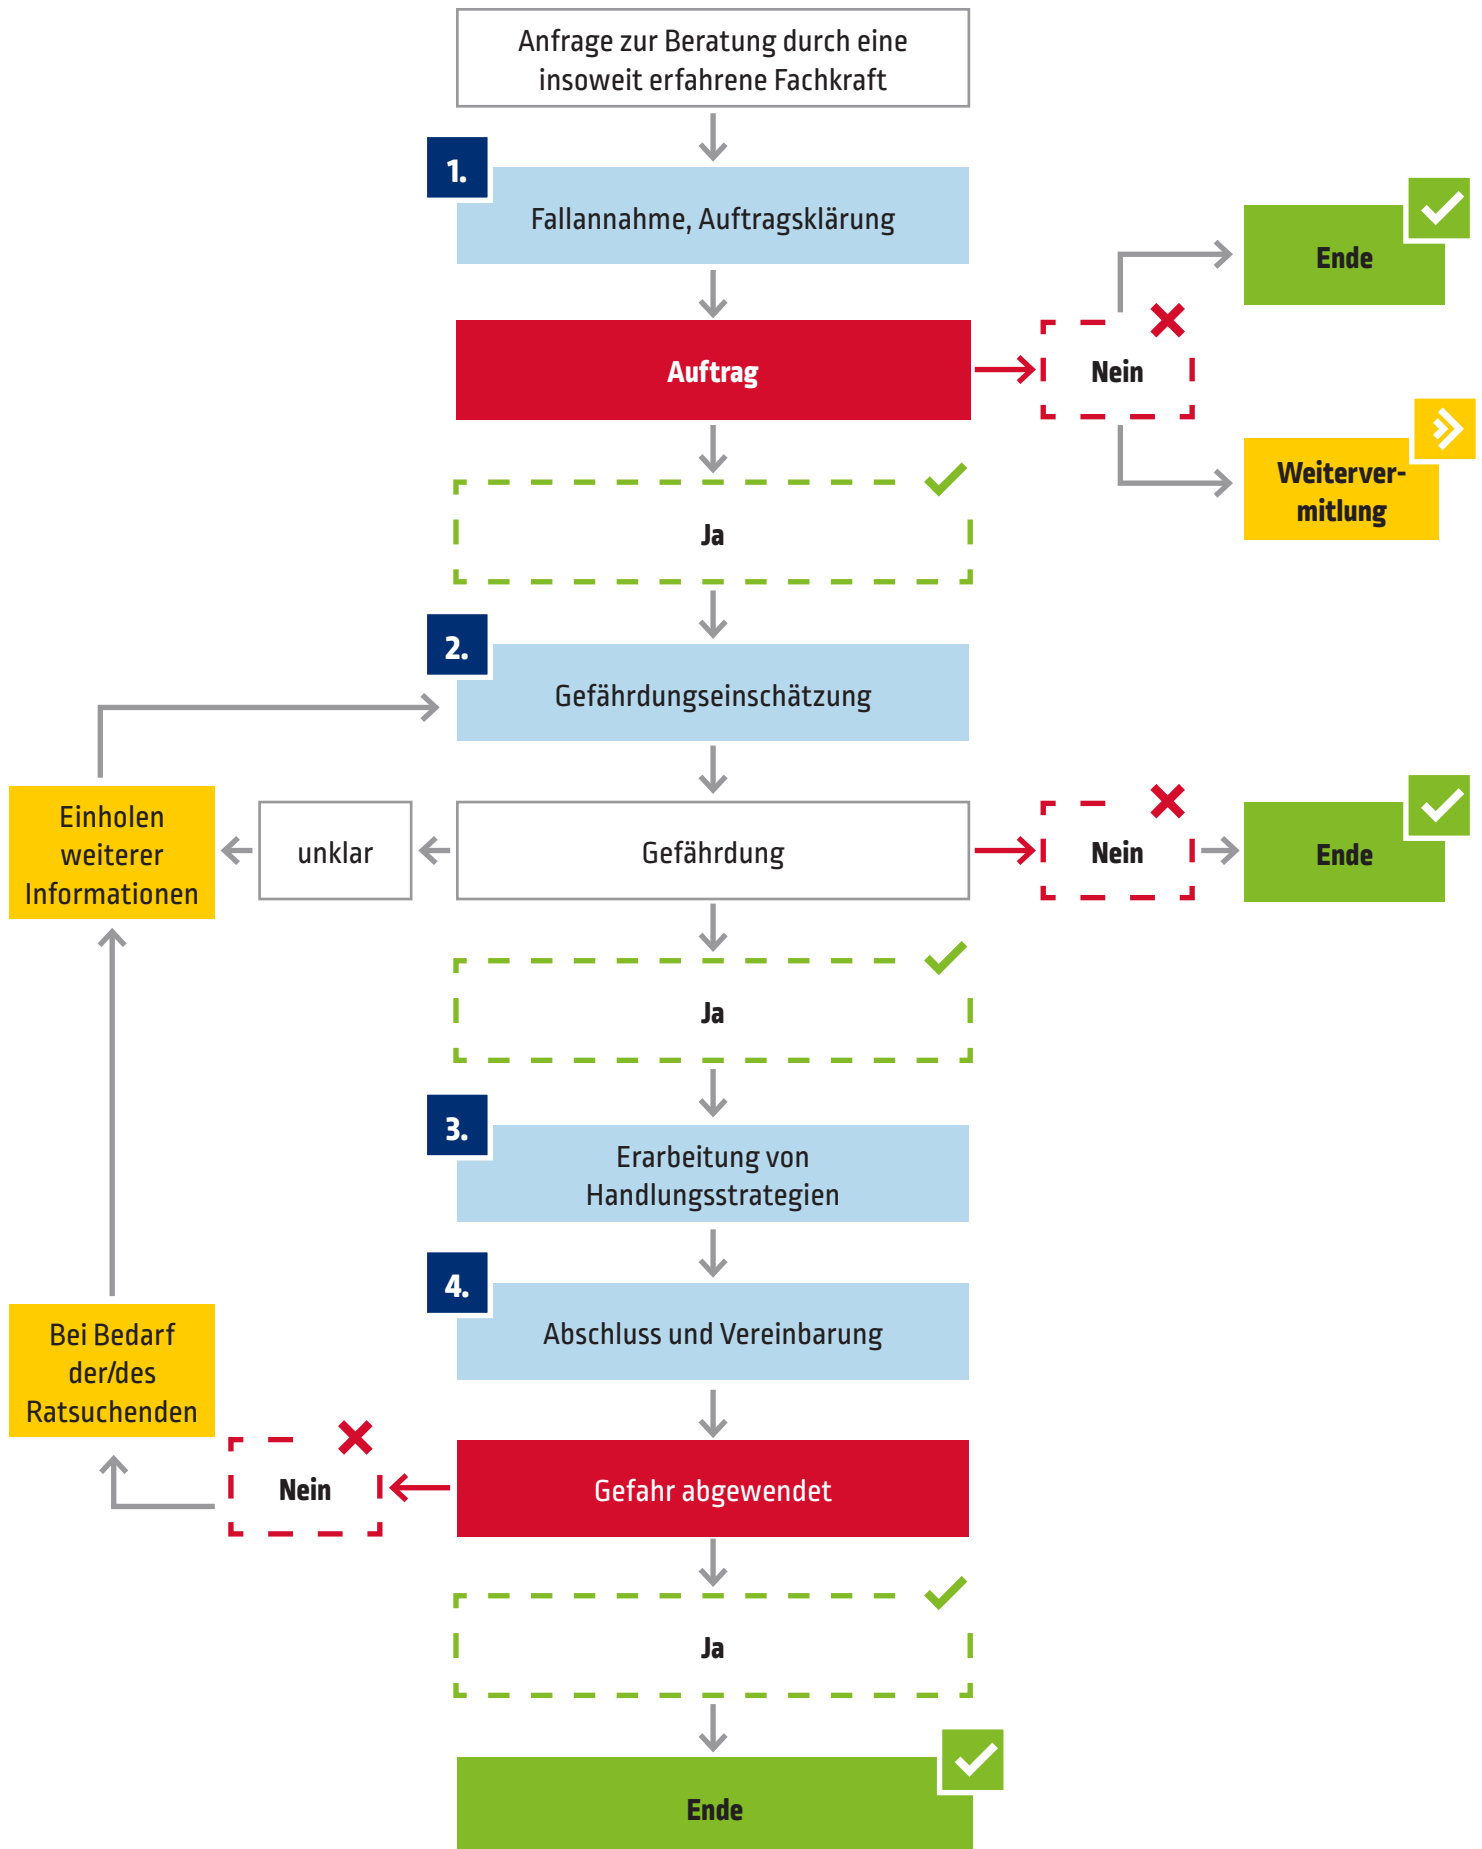 Anfrage zur Beratung durch eine
insoweit erfahrene Fachkraft
1.
Fallannahme, Auftragsklärung
Ende
Auftrag
Nein
Weiterver-
mitlung
Ja
2.
Gefährdungseinschätzung
Einholen
weiterer
Informationen
unklar
Gefährdung
Nein
Ende
Ja
3.
Erarbeitung von
Handlungsstrategien
4.
Abschluss und Vereinbarung
Bei Bedarf
der/des
Ratsuchenden
Nein
Gefahr abgewendet
Ja
Ende